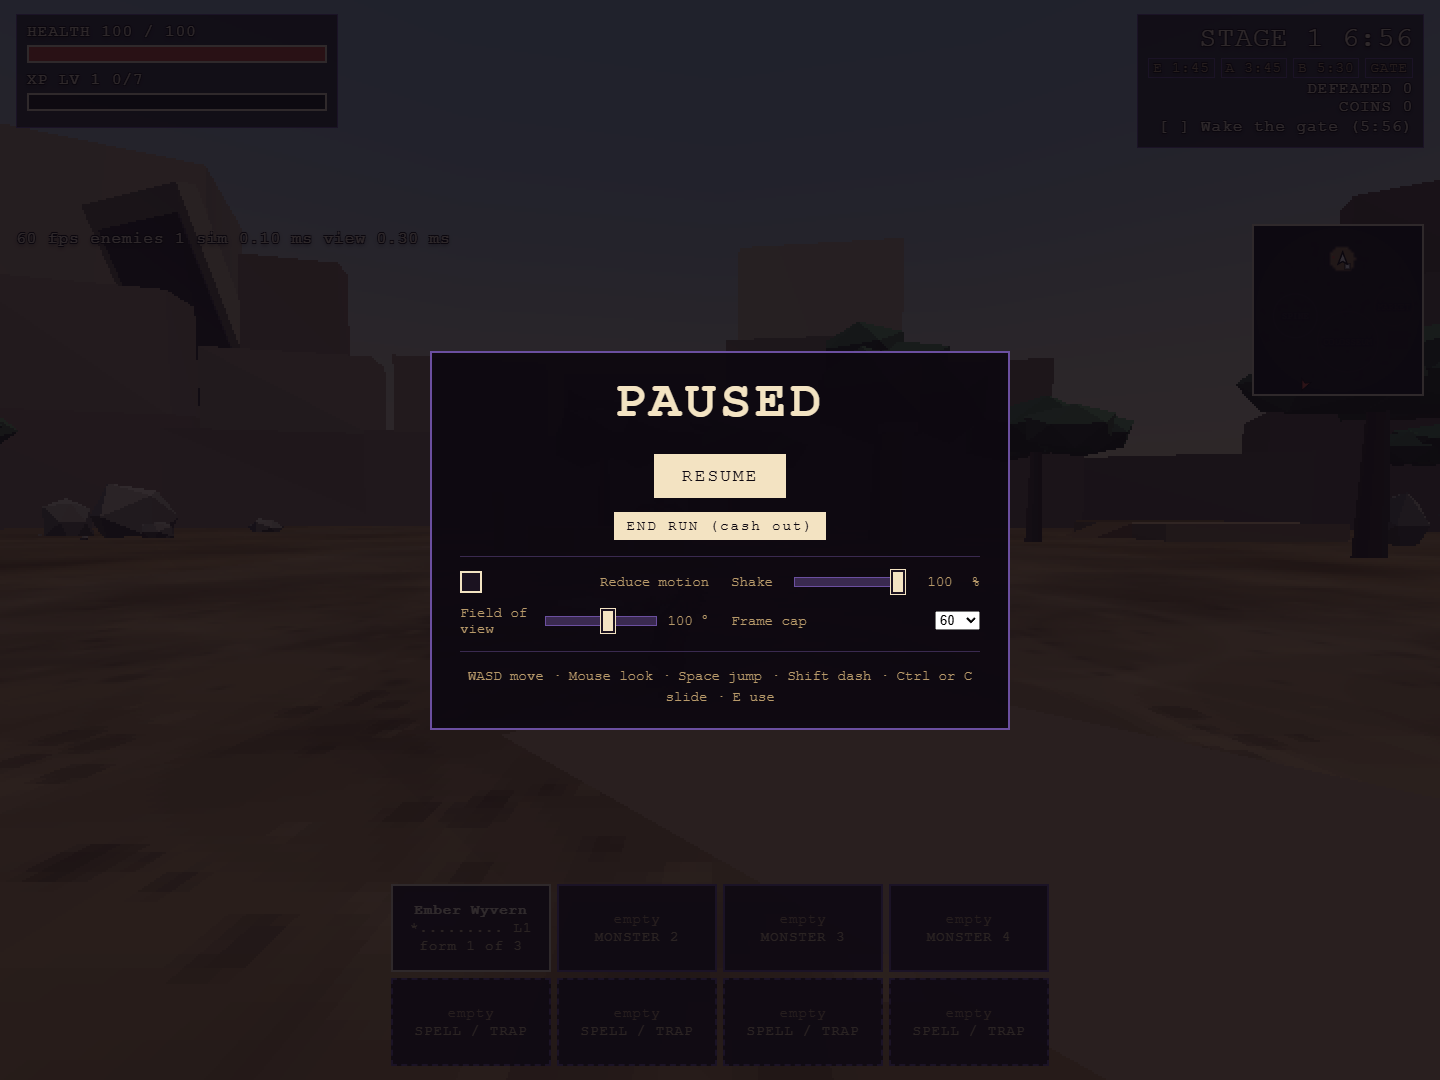 HEALTH 100 / 100
XP LV 1 0/7
STAGE 1 6:56
E 1:45 A 3:45 B 5:30 GATE
DEFEATED 0
COINS 0
[ ] Wake the gate (5:56)
60 fps enemies 1 sim 0.10 ms view 0.30 ms
PAUSED
RESUME
END RUN (cash out)
Reduce motion Shake 100 %
Field of view 100 ° Frame cap 60
WASD move · Mouse look · Space jump · Shift dash · Ctrl or C
slide · E use
Ember Wyvern
*......... L1
form 1 of 3
empty
MONSTER 2
empty
MONSTER 3
empty
MONSTER 4
empty
SPELL / TRAP
empty
SPELL / TRAP
empty
SPELL / TRAP
empty
SPELL / TRAP